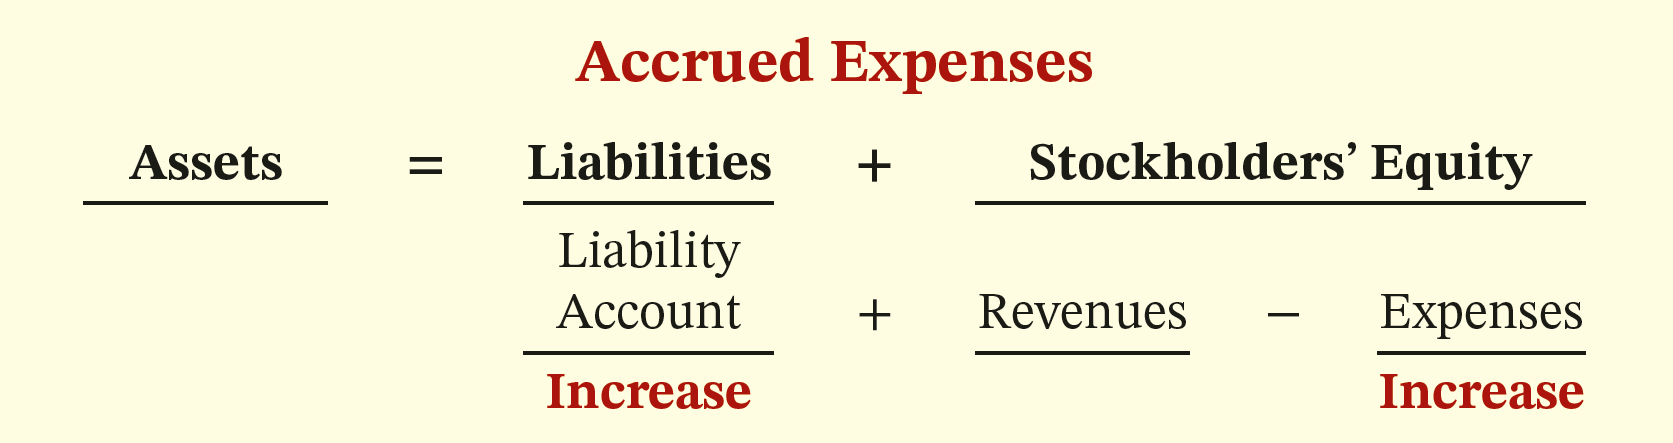 Accrued Expenses
Assets = Liabilities + Stockholders’ Equity
Liability
Account + Revenues − Expenses
Increase Increase